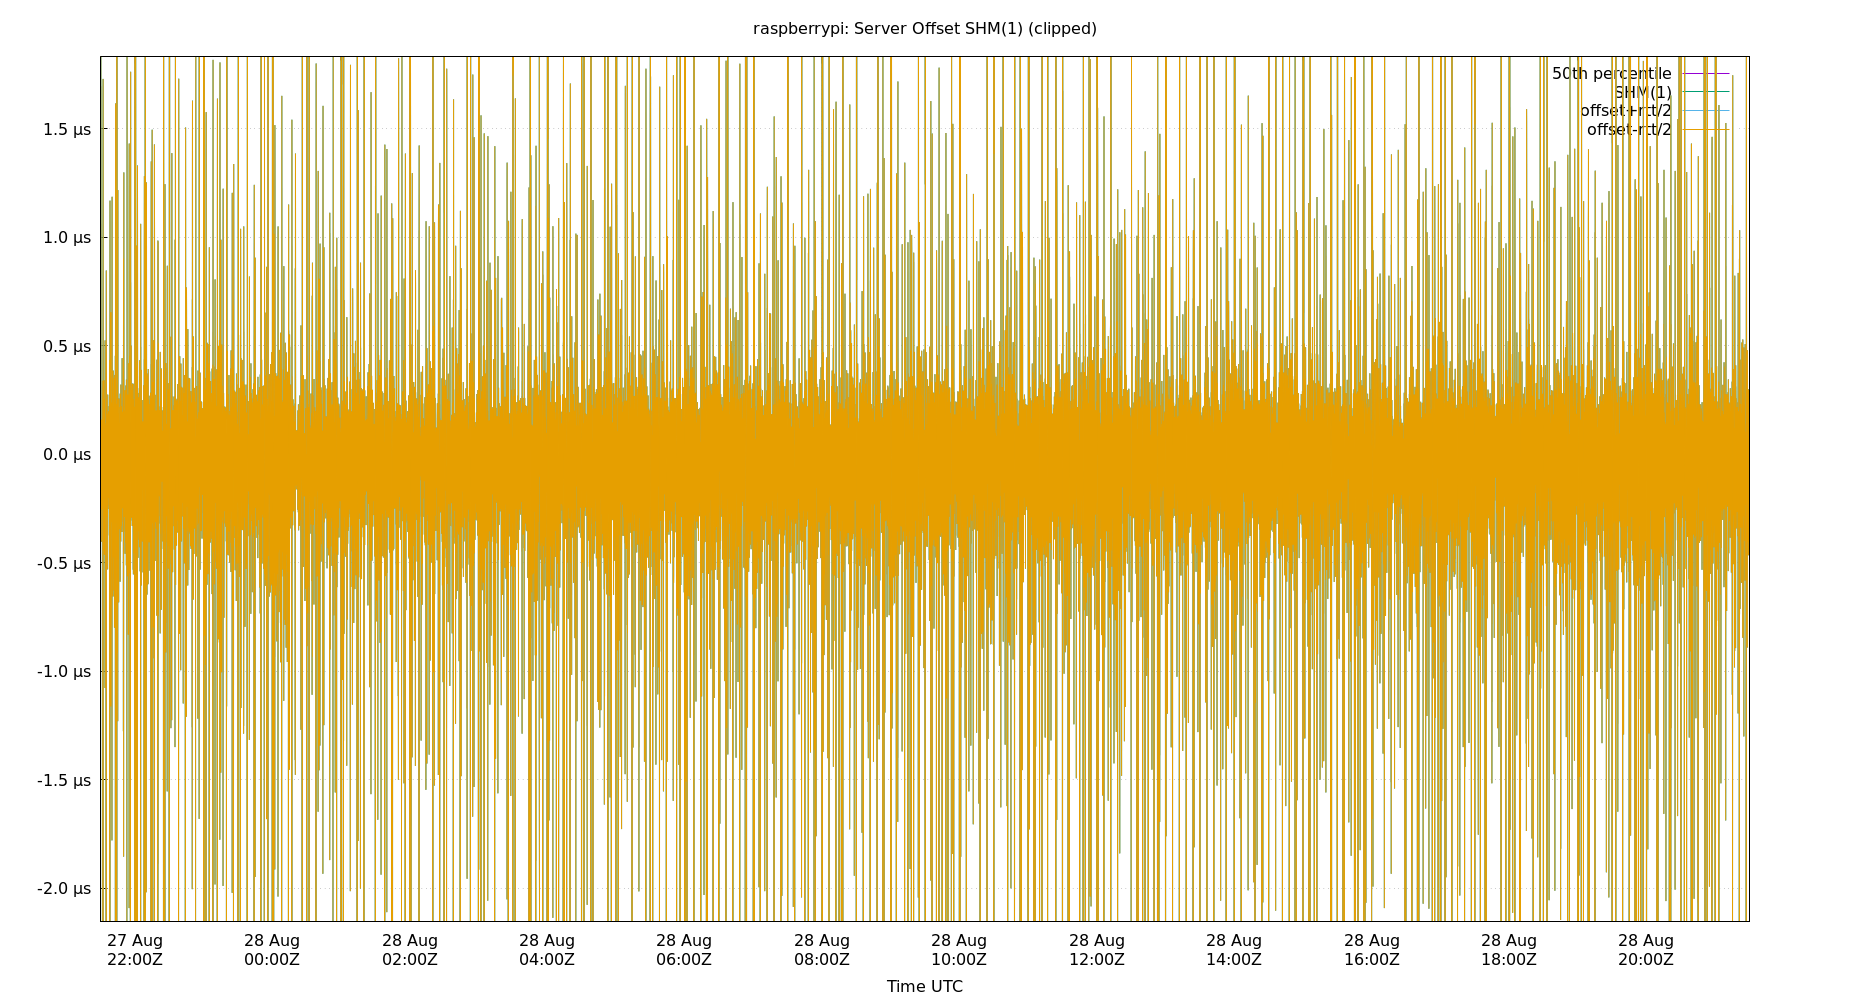 raspberrypi: Server Offset SHM(1) (clipped)
50th percentile
SHM(1)
offset+rtt/2
offset-rtt/2
1.5 µs
1.0 µs
0.5 µs
0.0 µs
-0.5 µs
-1.0 µs
-1.5 µs
-2.0 µs
27 Aug 28 Aug 28 Aug 28 Aug 28 Aug 28 Aug 28 Aug 28 Aug 28 Aug 28 Aug 28 Aug 28 Aug
22:00Z 00:00Z 02:00Z 04:00Z 06:00Z 08:00Z 10:00Z 12:00Z 14:00Z 16:00Z 18:00Z 20:00Z
Time UTC